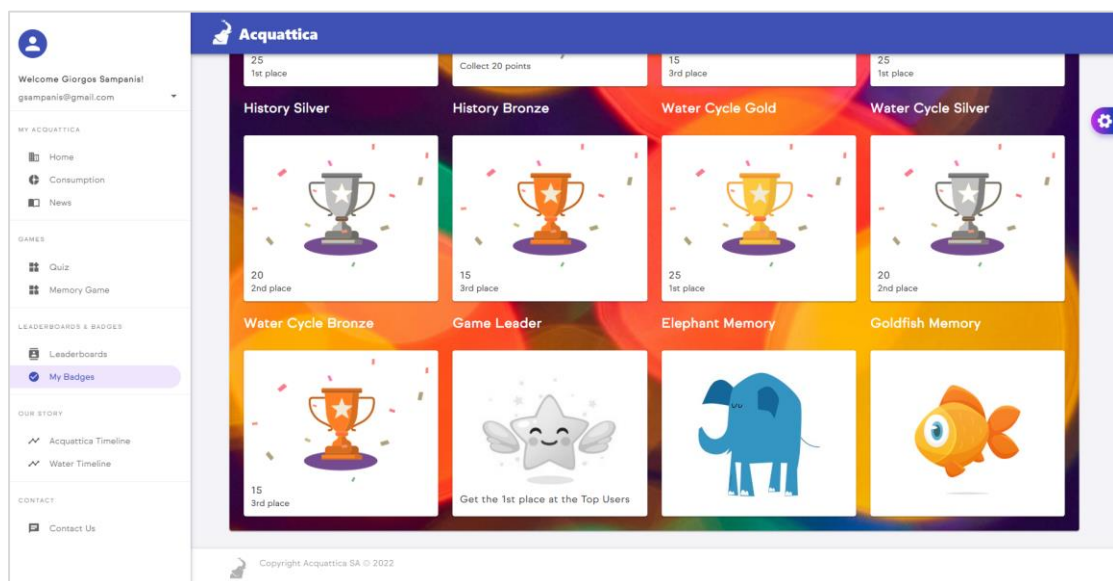 Acquattica
Welcome Giorgos Sampanis!
gsampanis@gmail.com
MY ACQUATTICA
Home
Consumption
News
GAMES
Quiz
Memory Game
LEADERBOARDS & BADGES
Leaderboards
My Badges
OUR STORY
Acquattica Timeline
Water Timeline
CONTACT
Contact Us
25
1st place
Collect 20 points
15
3rd place
25
1st place
History Silver
History Bronze
Water Cycle Gold
Water Cycle Silver
20
2nd place
15
3rd place
25
1st place
20
2nd place
Water Cycle Bronze
Game Leader
Elephant Memory
Goldfish Memory
15
3rd place
Get the 1st place at the Top Users
Copyright Acquattica SA © 2022